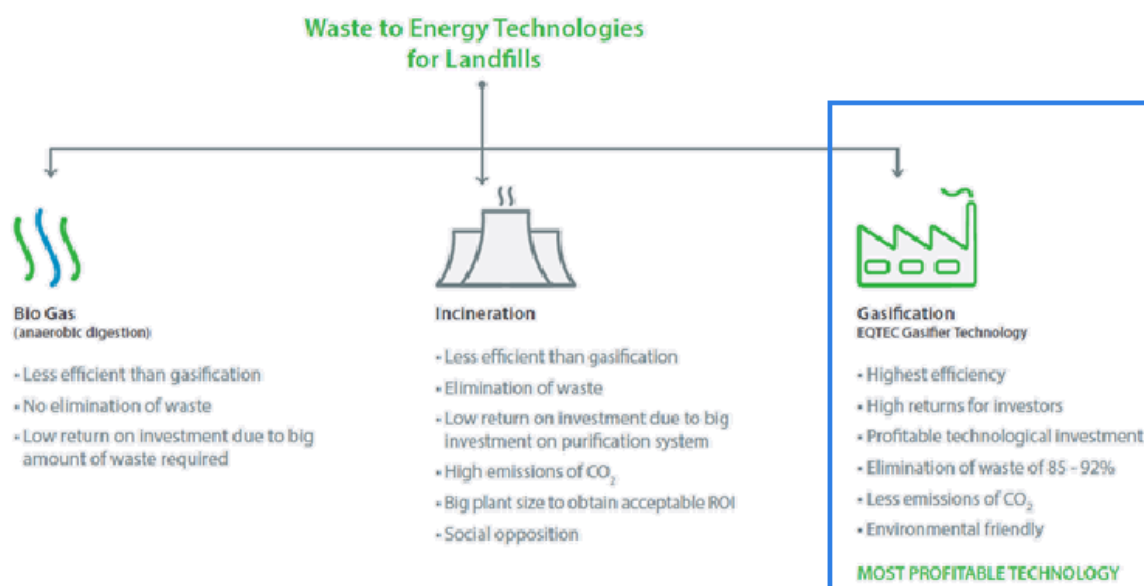 Waste to Energy Technologies
for Landfills
Bio Gas
(anaerobic digestion)
- Less efficient than gasification
- No elimination of waste
- Low return on investment due to big
amount of waste required
Incineration
- Less efficient than gasification
- Elimination of waste
- Low return on investment due to big
investment on purification system
- High emissions of CO₂
- Big plant size to obtain acceptable ROI
- Social opposition
Gasification
EQTEC Gasifier Technology
- Highest efficiency
- High returns for investors
- Profitable technological investment
- Elimination of waste of 85 - 92%
- Less emissions of CO₂
- Environmental friendly
MOST PROFITABLE TECHNOLOGY